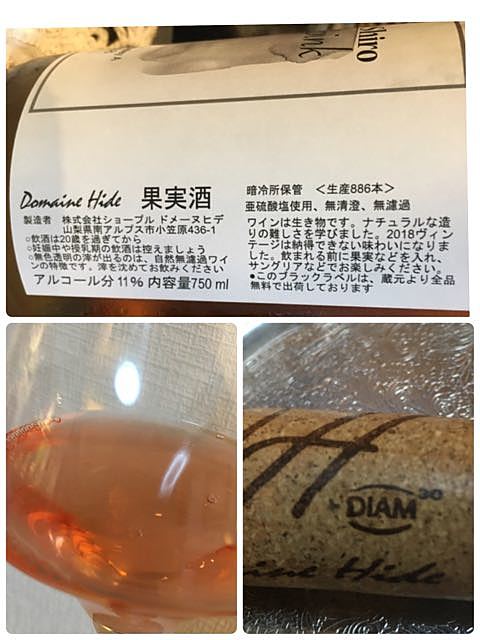 shiro
Domaine Hide 果実酒
製造者 株式会社ショープル ドメーヌヒデ
山梨県南アルプス市小笠原436-1
○飲酒は20歳を過ぎてから
○妊娠中や授乳期の飲酒は控えましょう
○無色透明の滓が出るのは、自然無濾過ワイ
ンの特徴です。滓を沈めてお飲みください
アルコール分11% 内容量750ml
暗冷所保管 <生産886本>
亜硫酸塩使用、無清澄、無濾過
ワインは生き物です。ナチュラルな造
りの難しさを学びました。2018ヴィン
テージは納得できない味わいになりま
した。飲まれる前に果実などを入れ、
サングリアなどでお楽しみください。
●このブラックラベルは、蔵元より全品
無料で出荷しております
H
DIAM 30
ine Hide